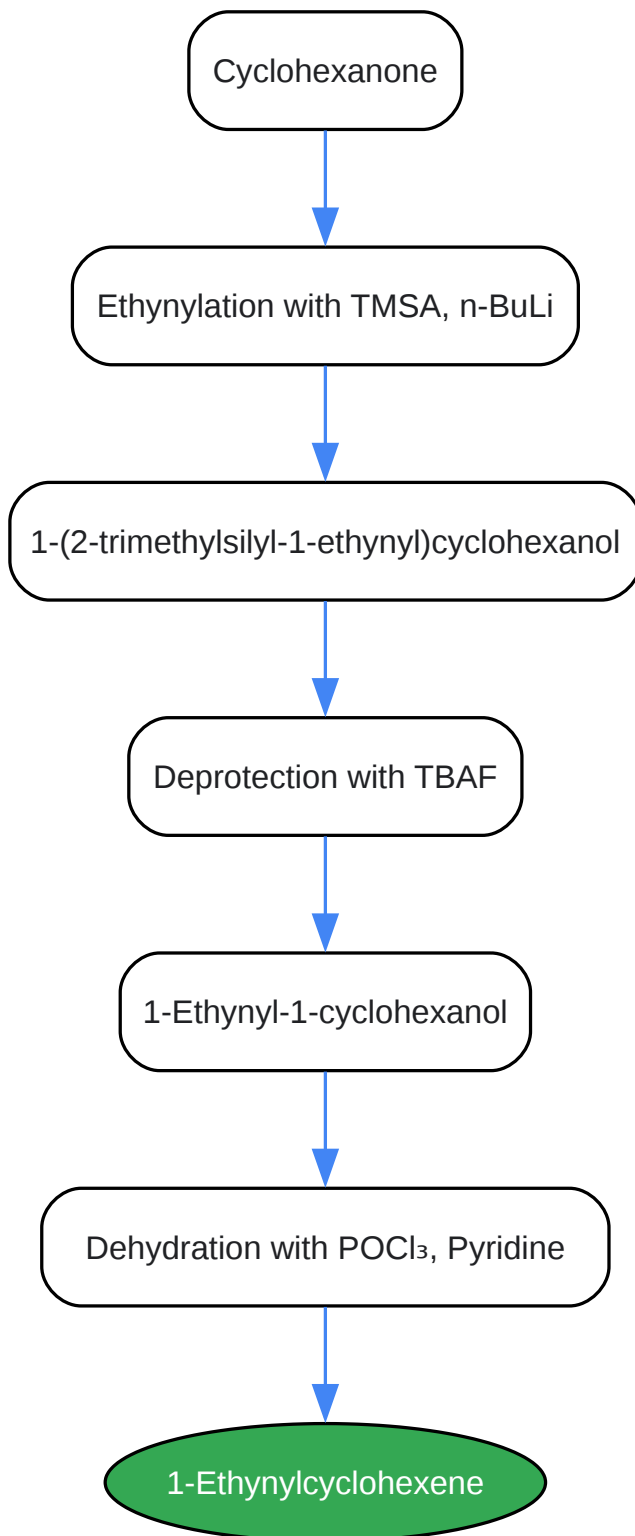 Cyclohexanone
Ethynylation with TMSA, n-BuLi
1-(2-trimethylsilyl-1-ethynyl)cyclohexanol
Deprotection with TBAF
1-Ethynyl-1-cyclohexanol
Dehydration with POCl₃, Pyridine
1-Ethynylcyclohexene